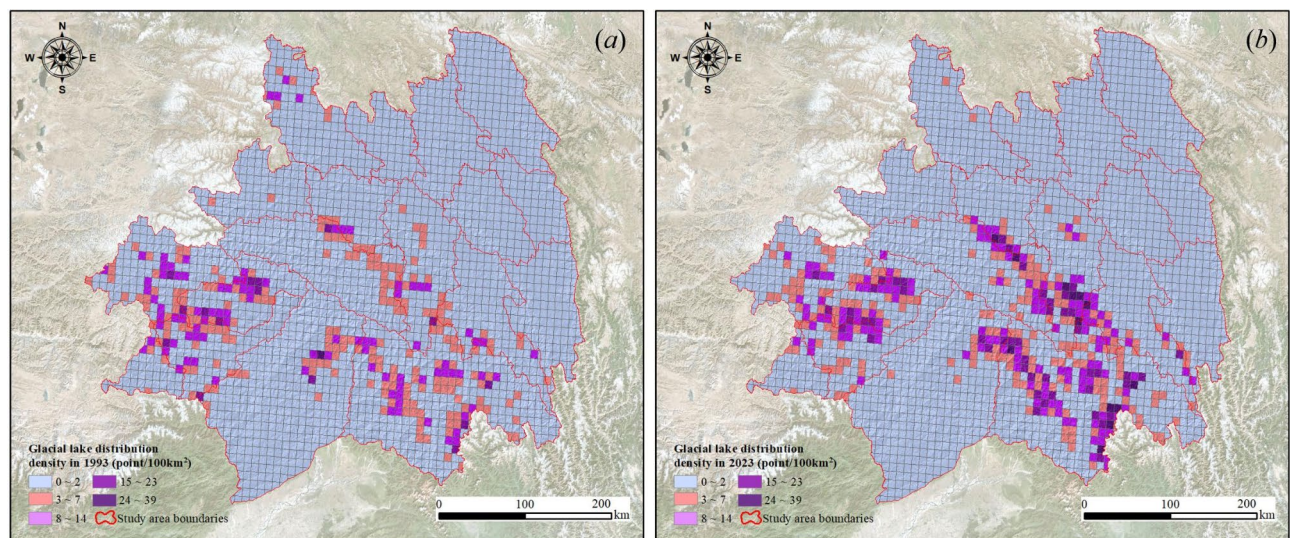 (a)
N
W E
S
Glacial lake distribution
density in 1993 (point/100km²)
0 ~ 2 15 ~ 23
3 ~ 7 24 ~ 39
8 ~ 14 Study area boundaries
0 100 200
km
(b)
N
W E
S
Glacial lake distribution
density in 2023 (point/100km²)
0 ~ 2 15 ~ 23
3 ~ 7 24 ~ 39
8 ~ 14 Study area boundaries
0 100 200
km